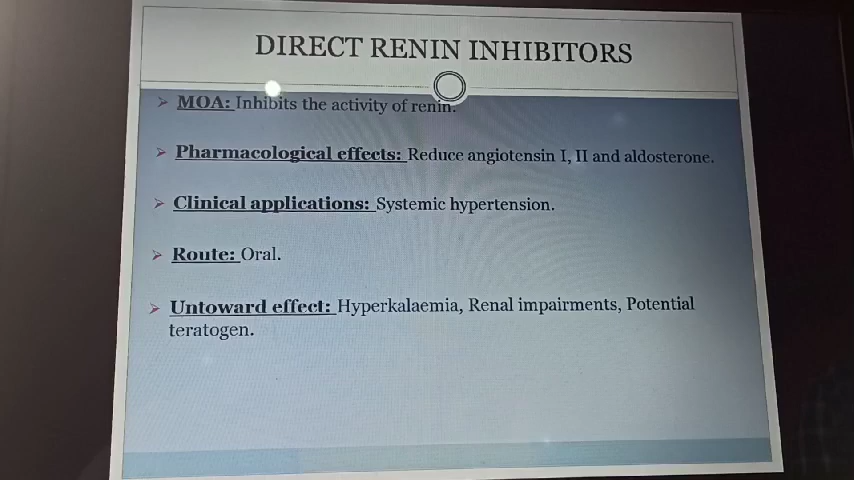 DIRECT RENIN INHIBITORS
➢ MOA: Inhibits the activity of renin.
➢ Pharmacological effects: Reduce angiotensin I, II and aldosterone.
➢ Clinical applications: Systemic hypertension.
➢ Route: Oral.
➢ Untoward effect: Hyperkalaemia, Renal impairments, Potential
teratogen.